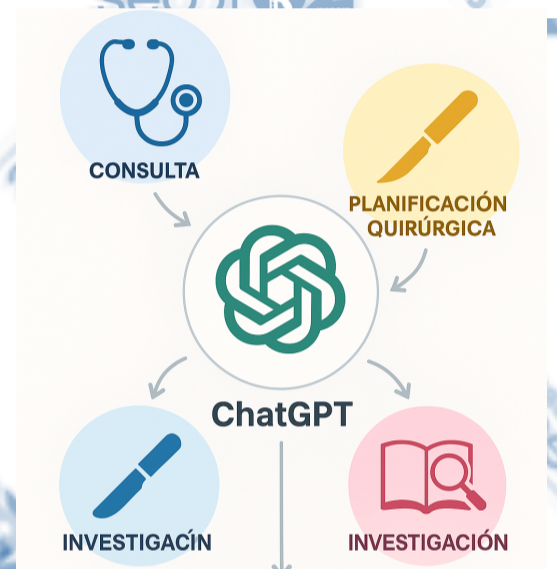 CONSULTA
PLANIFICACIÓN
QUIRÚRGICA
ChatGPT
INVESTIGACÍN
INVESTIGACIÓN